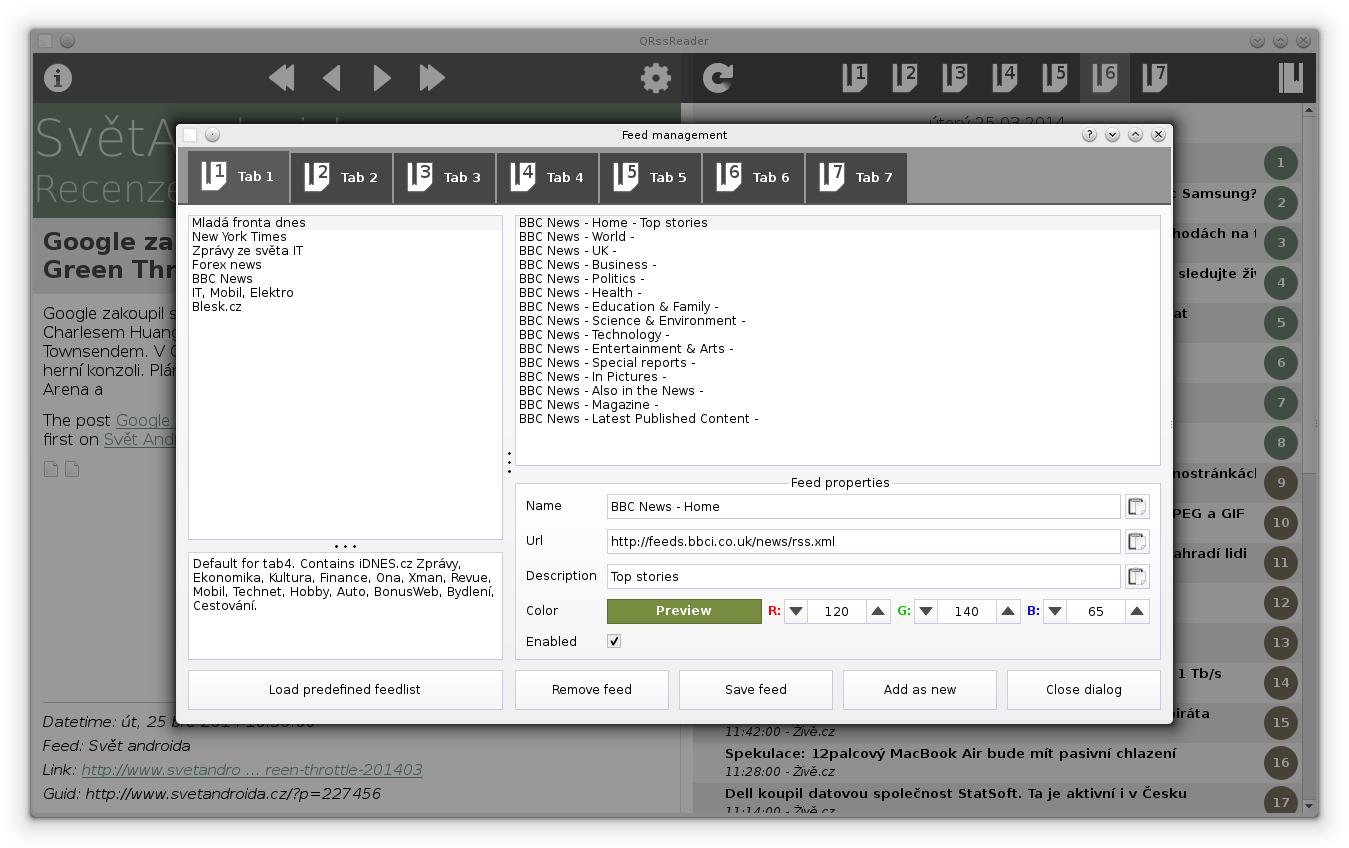 QRssReader
1
2
3
4
5
6
7
úterý 25.03.2014
SvětA
Recenze
Google za
Green Thr
Google zakoupil s
Charlesem Huang
Townsendem. V
herní konzoli. Plán
Arena a
The post Google
first on Svět And
Datetime: út, 25 bře 2014
Feed: Svět androida
Link: http://www.svetandro ... reen-throttle-201403
Guid: http://www.svetandroida.cz/?p=227456
Feed management
1 Tab 1
2 Tab 2
3 Tab 3
4 Tab 4
5 Tab 5
6 Tab 6
7 Tab 7
Mladá fronta dnes
New York Times
Zprávy ze světa IT
Forex news
BBC News
IT, Mobil, Elektro
Blesk.cz
Default for tab4. Contains iDNES.cz Zprávy,
Ekonomika, Kultura, Finance, Ona, Xman, Revue,
Mobil, Technet, Hobby, Auto, BonusWeb, Bydlení,
Cestování.
Load predefined feedlist
BBC News - Home - Top stories
BBC News - World -
BBC News - UK -
BBC News - Business -
BBC News - Politics -
BBC News - Health -
BBC News - Education & Family -
BBC News - Science & Environment -
BBC News - Technology -
BBC News - Entertainment & Arts -
BBC News - Special reports -
BBC News - In Pictures -
BBC News - Also in the News -
BBC News - Magazine -
BBC News - Latest Published Content -
Feed properties
Name BBC News - Home
Url http://feeds.bbci.co.uk/news/rss.xml
Description Top stories
Color Preview R: 120 G: 140 B: 65
Enabled
Remove feed
Save feed
Add as new
Close dialog
1
Samsung?
2
hodách na
3
sledujte živ
4
at
5
6
7
8
nostránkác
9
PEG a GIF
10
ahradí lidi
11
12
13
1 Tb/s
14
piráta
11:42:00 - Živě.cz
15
Spekulace: 12palcový MacBook Air bude mít pasivní chlazení
11:28:00 - Živě.cz
16
Dell koupil datovou společnost StatSoft. Ta je aktivní i v Česku
11:14:00 - Živě.cz
17